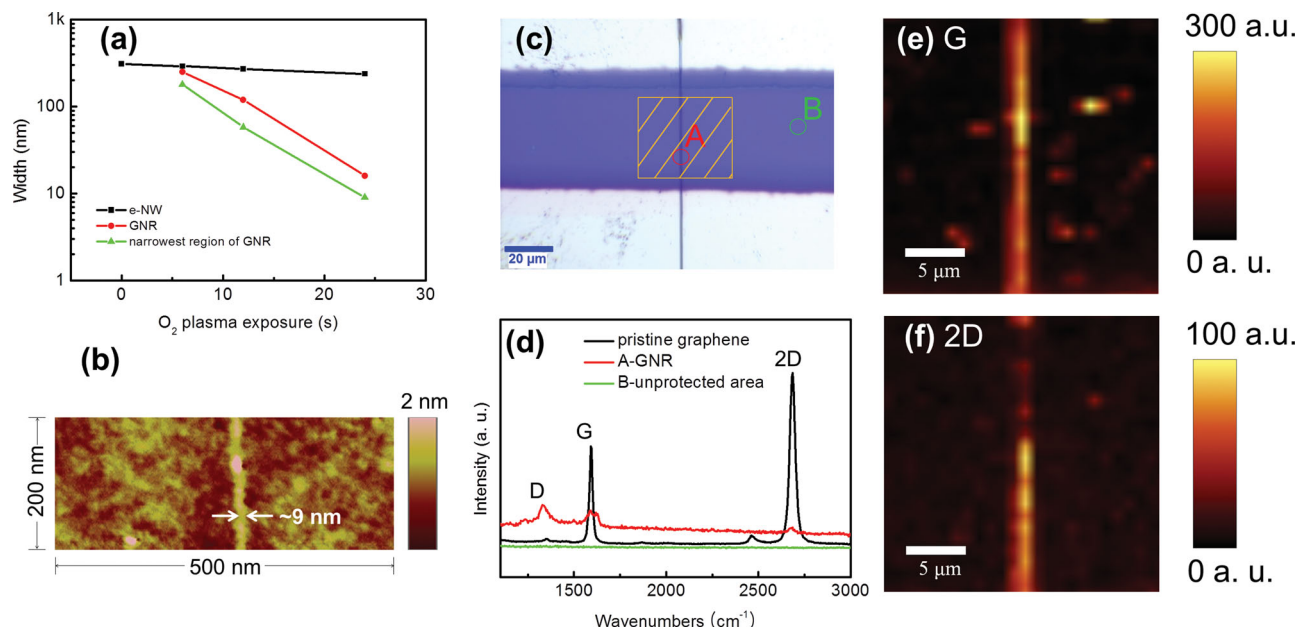 (a)
1k
100
10
1
Width (nm)
e-NW
GNR
narrowest region of GNR
0 10 20 30
O₂ plasma exposure (s)
(b)
2 nm
200 nm
~9 nm
500 nm
(c)
A
B
20 μm
(d)
pristine graphene
A-GNR
B-unprotected area
2D
G
D
Intensity (a. u.)
1500 2000 2500 3000
Wavenumbers (cm⁻¹)
(e) G
5 μm
300 a.u.
0 a. u.
(f) 2D
5 μm
100 a.u.
0 a. u.